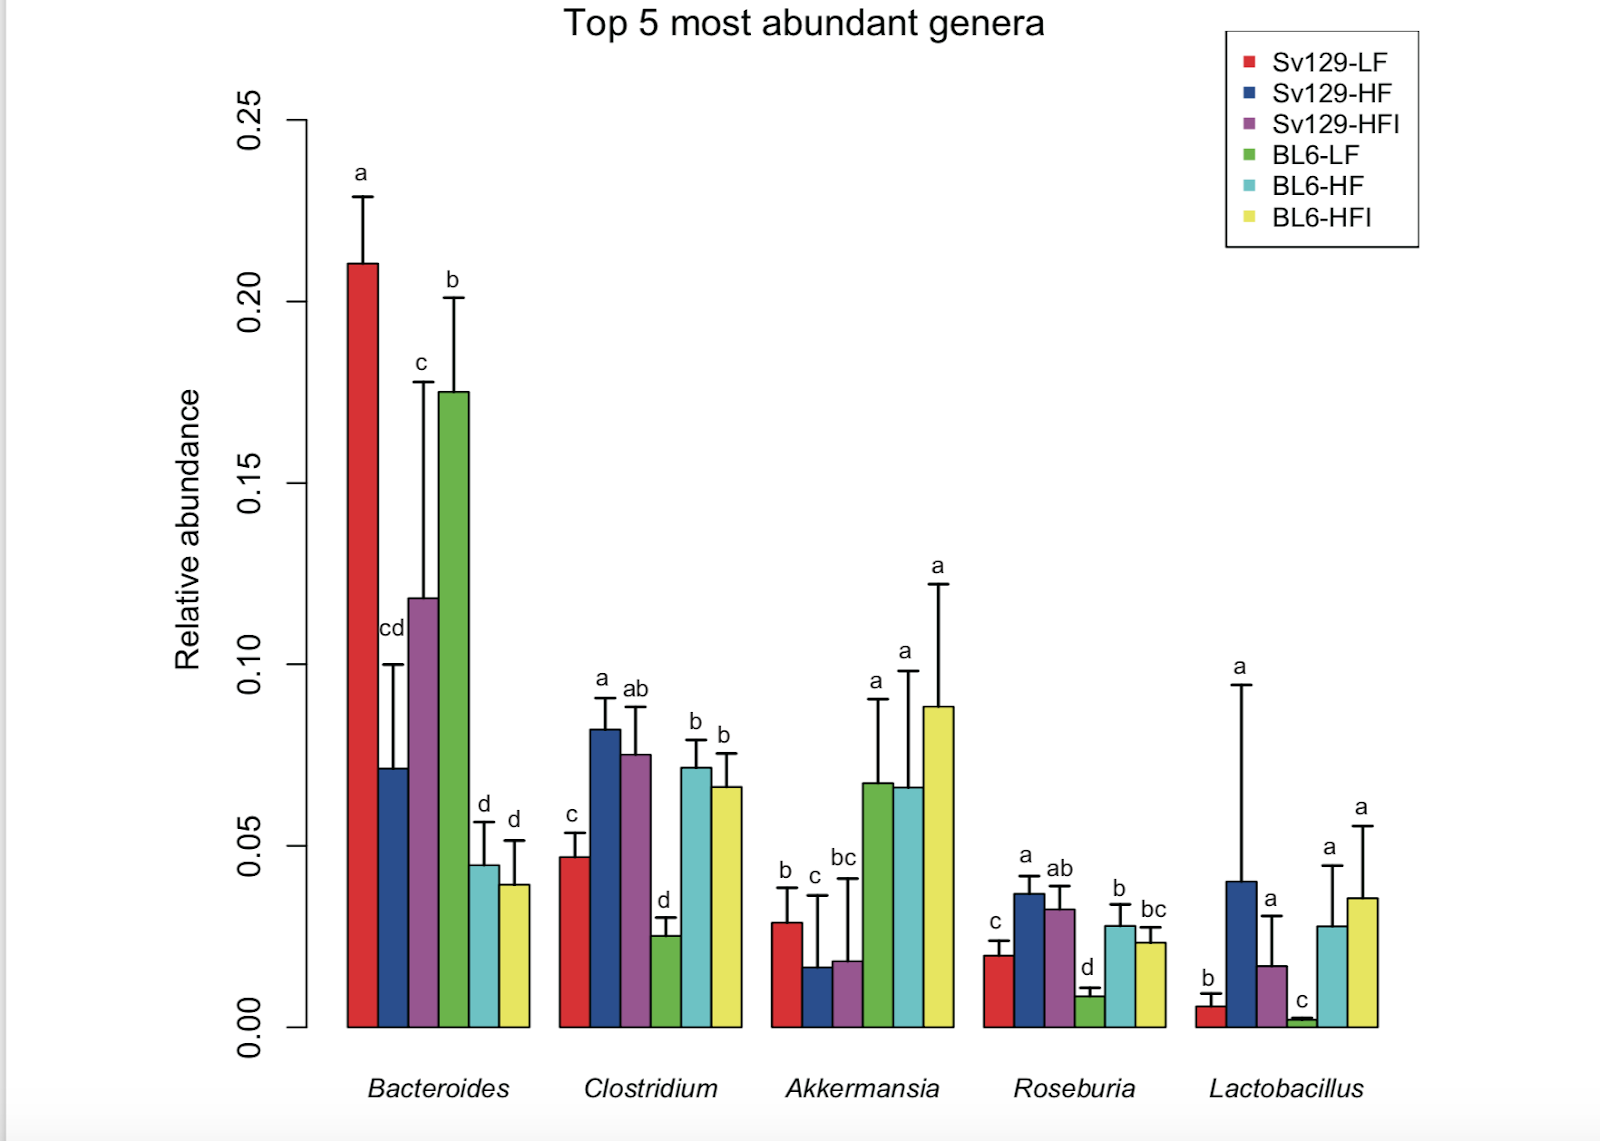 Top 5 most abundant genera
Sv129-LF
Sv129-HF
Sv129-HFI
BL6-LF
BL6-HF
BL6-HFI
Relative abundance
0.25
0.20
0.15
0.10
0.05
0.00
a
cd
c
b
d
d
c
a
ab
d
b
b
b
c
bc
a
a
a
c
a
ab
d
b
bc
b
a
a
c
a
a
Bacteroides
Clostridium
Akkermansia
Roseburia
Lactobacillus